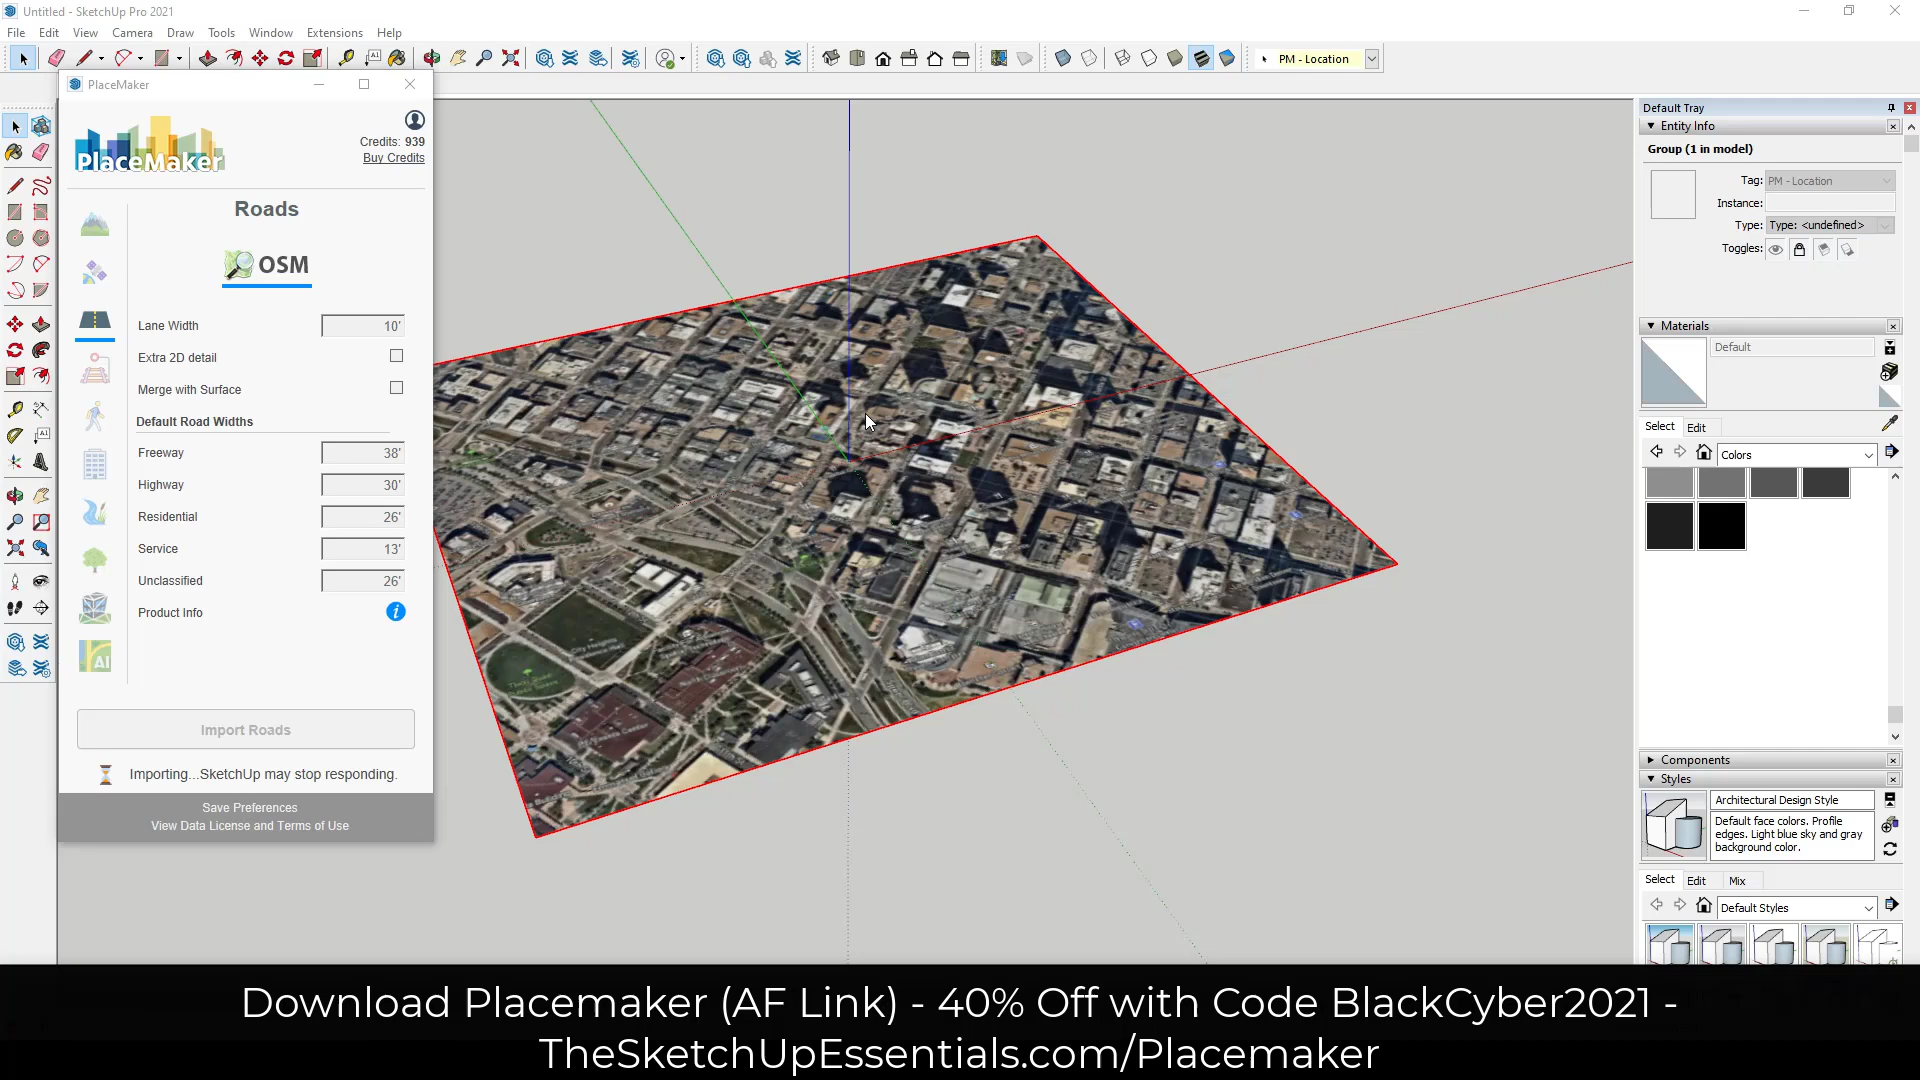 Untitled - SketchUp Pro 2021
File Edit View Camera Draw Tools Window Extensions Help
PM - Location
PlaceMaker
PlaceMaker
Credits: 939
Buy Credits
Roads
OSM
Lane Width 10'
Extra 2D detail
Merge with Surface
Default Road Widths
Freeway 38'
Highway 30'
Residential 26'
Service 13'
Unclassified 26'
Product Info
AI
Import Roads
Importing...SketchUp may stop responding.
Save Preferences
View Data License and Terms of Use
Default Tray
Entity Info
Group (1 in model)
Tag: PM - Location
Instance:
Type: Type: <undefined>
Toggles:
Materials
Default
Select Edit
Colors
Components
Styles
Architectural Design Style
Default face colors. Profile
edges. Light blue sky and gray
background color.
Select Edit Mix
Default Styles
Download Placemaker (AF Link) - 40% Off with Code BlackCyber2021 -
TheSketchUpEssentials.com/Placemaker